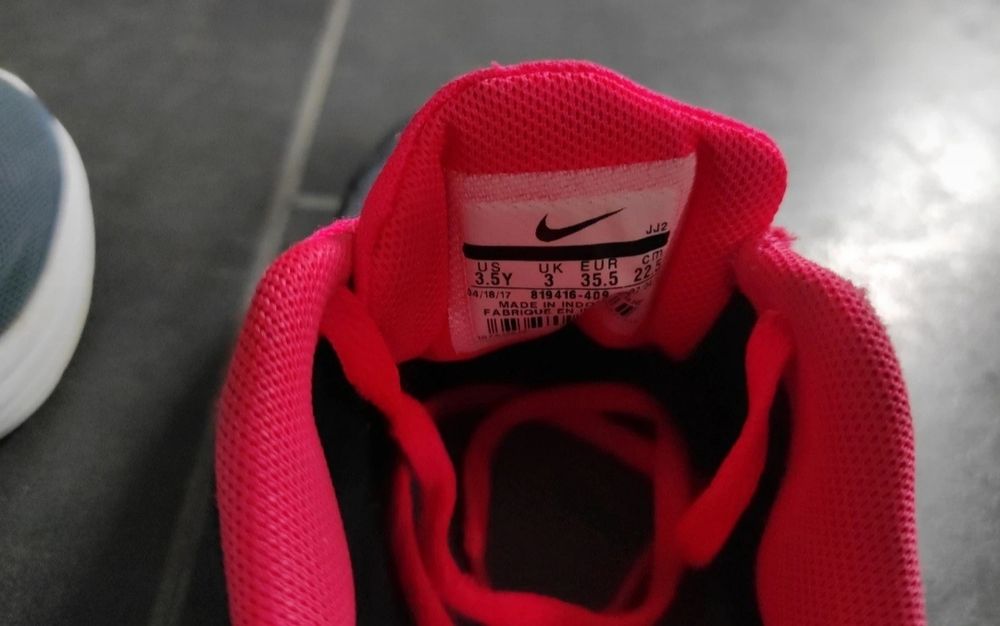 JJ2
US UK EUR cm
3.5Y 3 35.5 22.5
04/18/17 819416-409
MADE IN
FABRIQUE EN